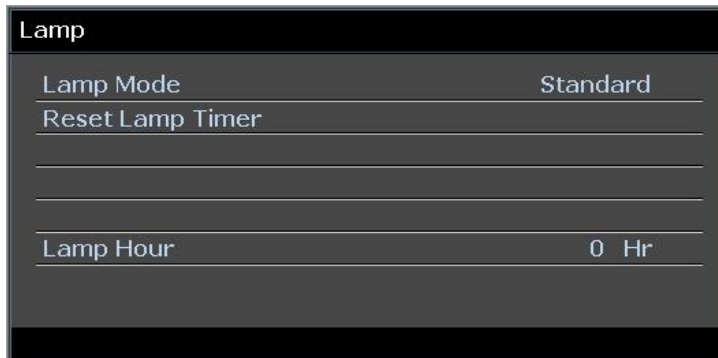 Lamp
Lamp Mode Standard
Reset Lamp Timer
Lamp Hour 0 Hr